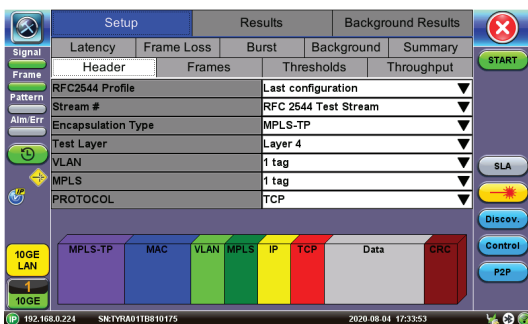 Setup Results Background Results
Signal Latency Frame Loss Burst Background Summary
Header Frames Thresholds Throughput START
Frame
RFC2544 Profile Last configuration
Pattern
Stream # RFC 2544 Test Stream
Alm/Err
Encapsulation Type MPLS-TP
Test Layer Layer 4
VLAN 1 tag SLA
MPLS 1 tag
IP
PROTOCOL TCP
Discov.
10GE LAN MPLS-TP MAC VLAN MPLS IP TCP Data CRC Control
P2P
1
10GE
IP 192.168.0.224 SN:TYRA01TB810175 2020-08-04 17:33:53